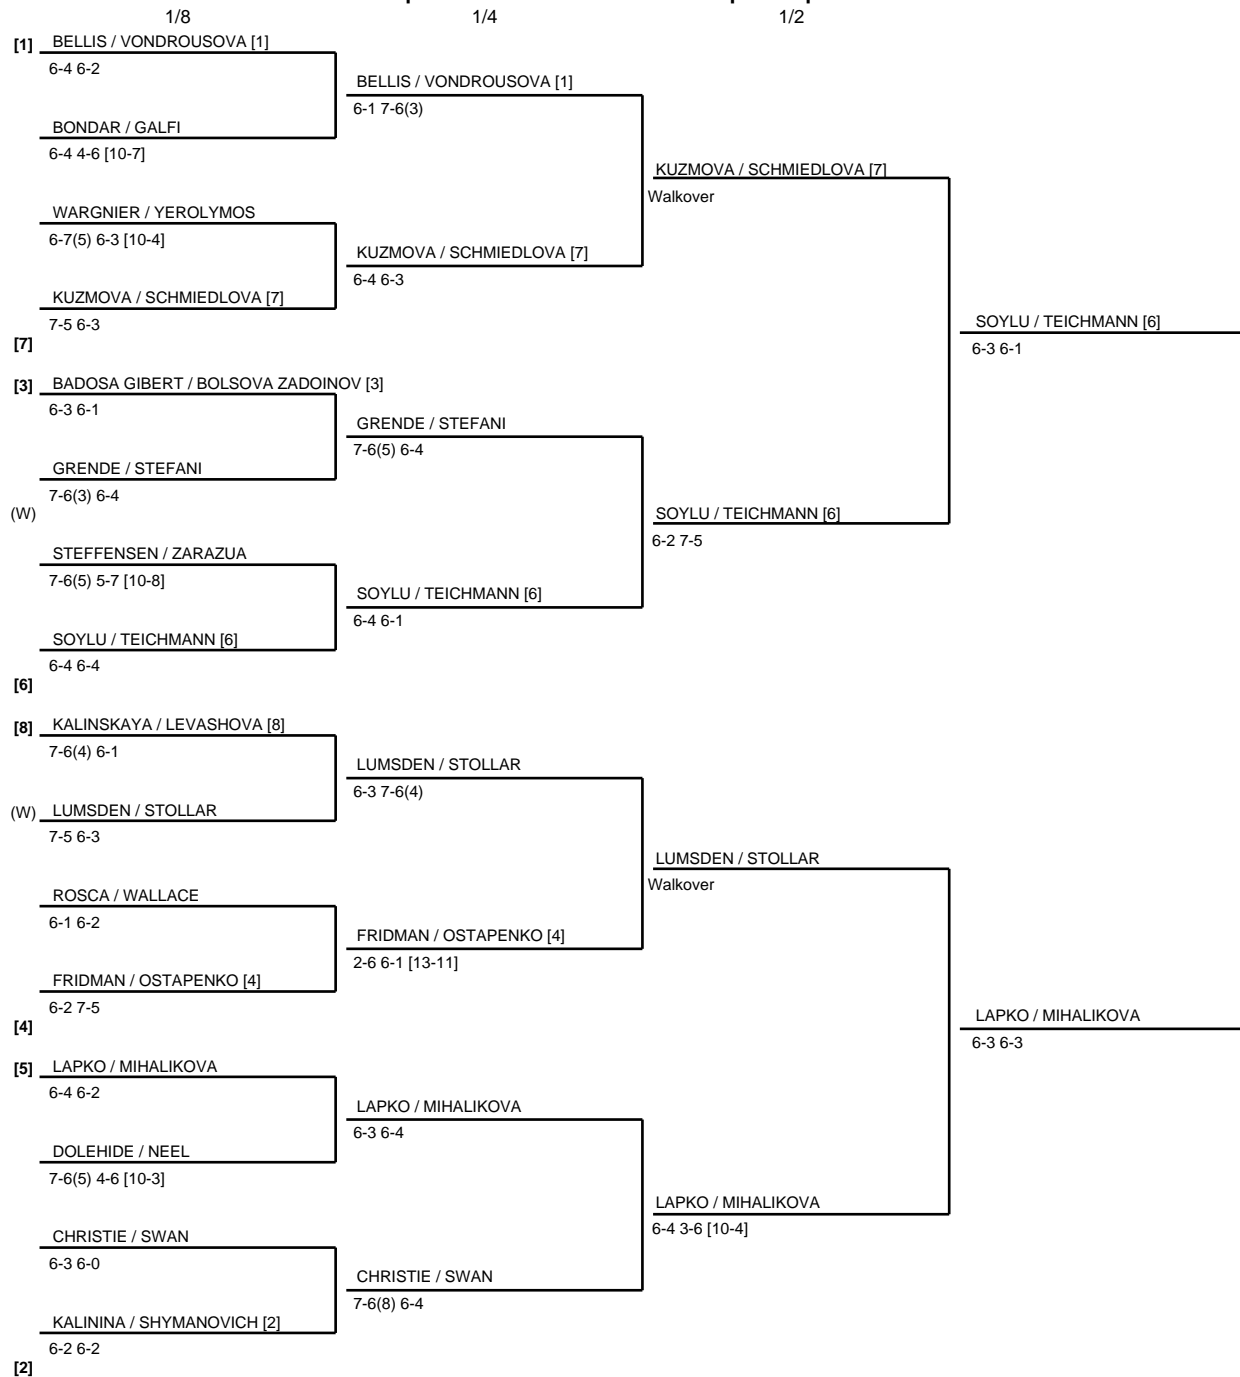 1/8
1/4
1/2
[1] BELLIS / VONDROUSOVA [1]
6-4 6-2
BELLIS / VONDROUSOVA [1]
6-1 7-6(3)
BONDAR / GALFI
6-4 4-6 [10-7]
KUZMOVA / SCHMIEDLOVA [7]
Walkover
WARGNIER / YEROLYMOS
6-7(5) 6-3 [10-4]
KUZMOVA / SCHMIEDLOVA [7]
6-4 6-3
KUZMOVA / SCHMIEDLOVA [7]
7-5 6-3
[7]
SOYLU / TEICHMANN [6]
6-3 6-1
[3] BADOSA GIBERT / BOLSOVA ZADOINOV [3]
6-3 6-1
GRENDE / STEFANI
7-6(5) 6-4
GRENDE / STEFANI
7-6(3) 6-4
(W)
SOYLU / TEICHMANN [6]
6-2 7-5
STEFFENSEN / ZARAZUA
7-6(5) 5-7 [10-8]
SOYLU / TEICHMANN [6]
6-4 6-1
SOYLU / TEICHMANN [6]
6-4 6-4
[6]
[8] KALINSKAYA / LEVASHOVA [8]
7-6(4) 6-1
LUMSDEN / STOLLAR
6-3 7-6(4)
(W) LUMSDEN / STOLLAR
7-5 6-3
LUMSDEN / STOLLAR
Walkover
ROSCA / WALLACE
6-1 6-2
FRIDMAN / OSTAPENKO [4]
2-6 6-1 [13-11]
FRIDMAN / OSTAPENKO [4]
6-2 7-5
[4]
LAPKO / MIHALIKOVA
6-3 6-3
[5] LAPKO / MIHALIKOVA
6-4 6-2
LAPKO / MIHALIKOVA
6-3 6-4
DOLEHIDE / NEEL
7-6(5) 4-6 [10-3]
LAPKO / MIHALIKOVA
6-4 3-6 [10-4]
CHRISTIE / SWAN
6-3 6-0
CHRISTIE / SWAN
7-6(8) 6-4
KALININA / SHYMANOVICH [2]
6-2 6-2
[2]